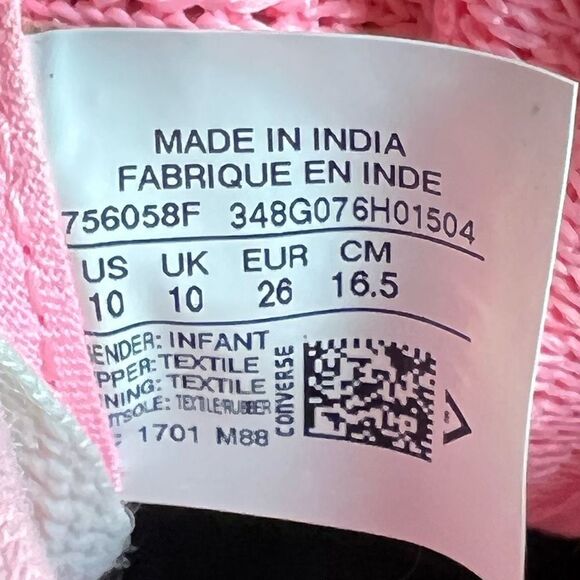 MADE IN INDIA
FABRIQUE EN INDE
756058F 348G076H01504
US UK EUR CM
10 10 26 16.5
ENDER: INFANT
PPER: TEXTILE
NING: TEXTILE
TSOLE: TEXTILE/RUBBER
1701 M88
CONVERSE